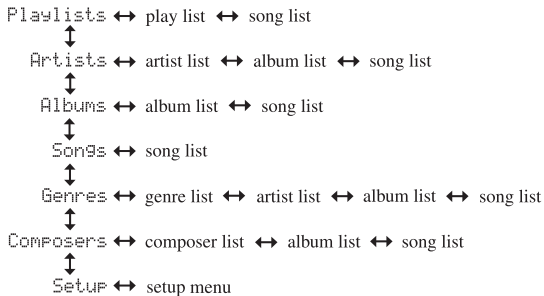 Playlists ↔ play list ↔ song list
Artists ↔ artist list ↔ album list ↔ song list
Albums ↔ album list ↔ song list
Songs ↔ song list
Genres ↔ genre list ↔ artist list ↔ album list ↔ song list
Composers ↔ composer list ↔ album list ↔ song list
Setup ↔ setup menu